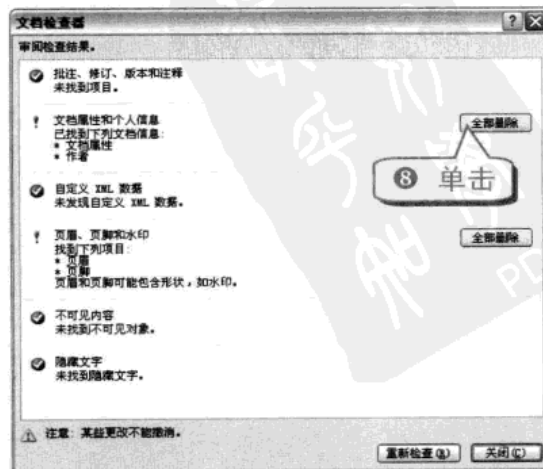 文档检查器
审阅检查结果。
批注、修订、版本和注释
未找到项目。
文档属性和个人信息
全部删除
已找到下列文档信息:
* 文档属性
* 作者
❽ 单击
自定义 XML 数据
未发现自定义 XML 数据。
页眉、页脚和水印
全部删除
找到下列项目:
* 页眉
* 页脚
页眉和页脚可能包含形状，如水印。
不可见内容
未找到不可见对象。
隐藏文字
未找到隐藏文字。
注意: 某些更改不能撤消。
重新检查(R) 关闭(C)